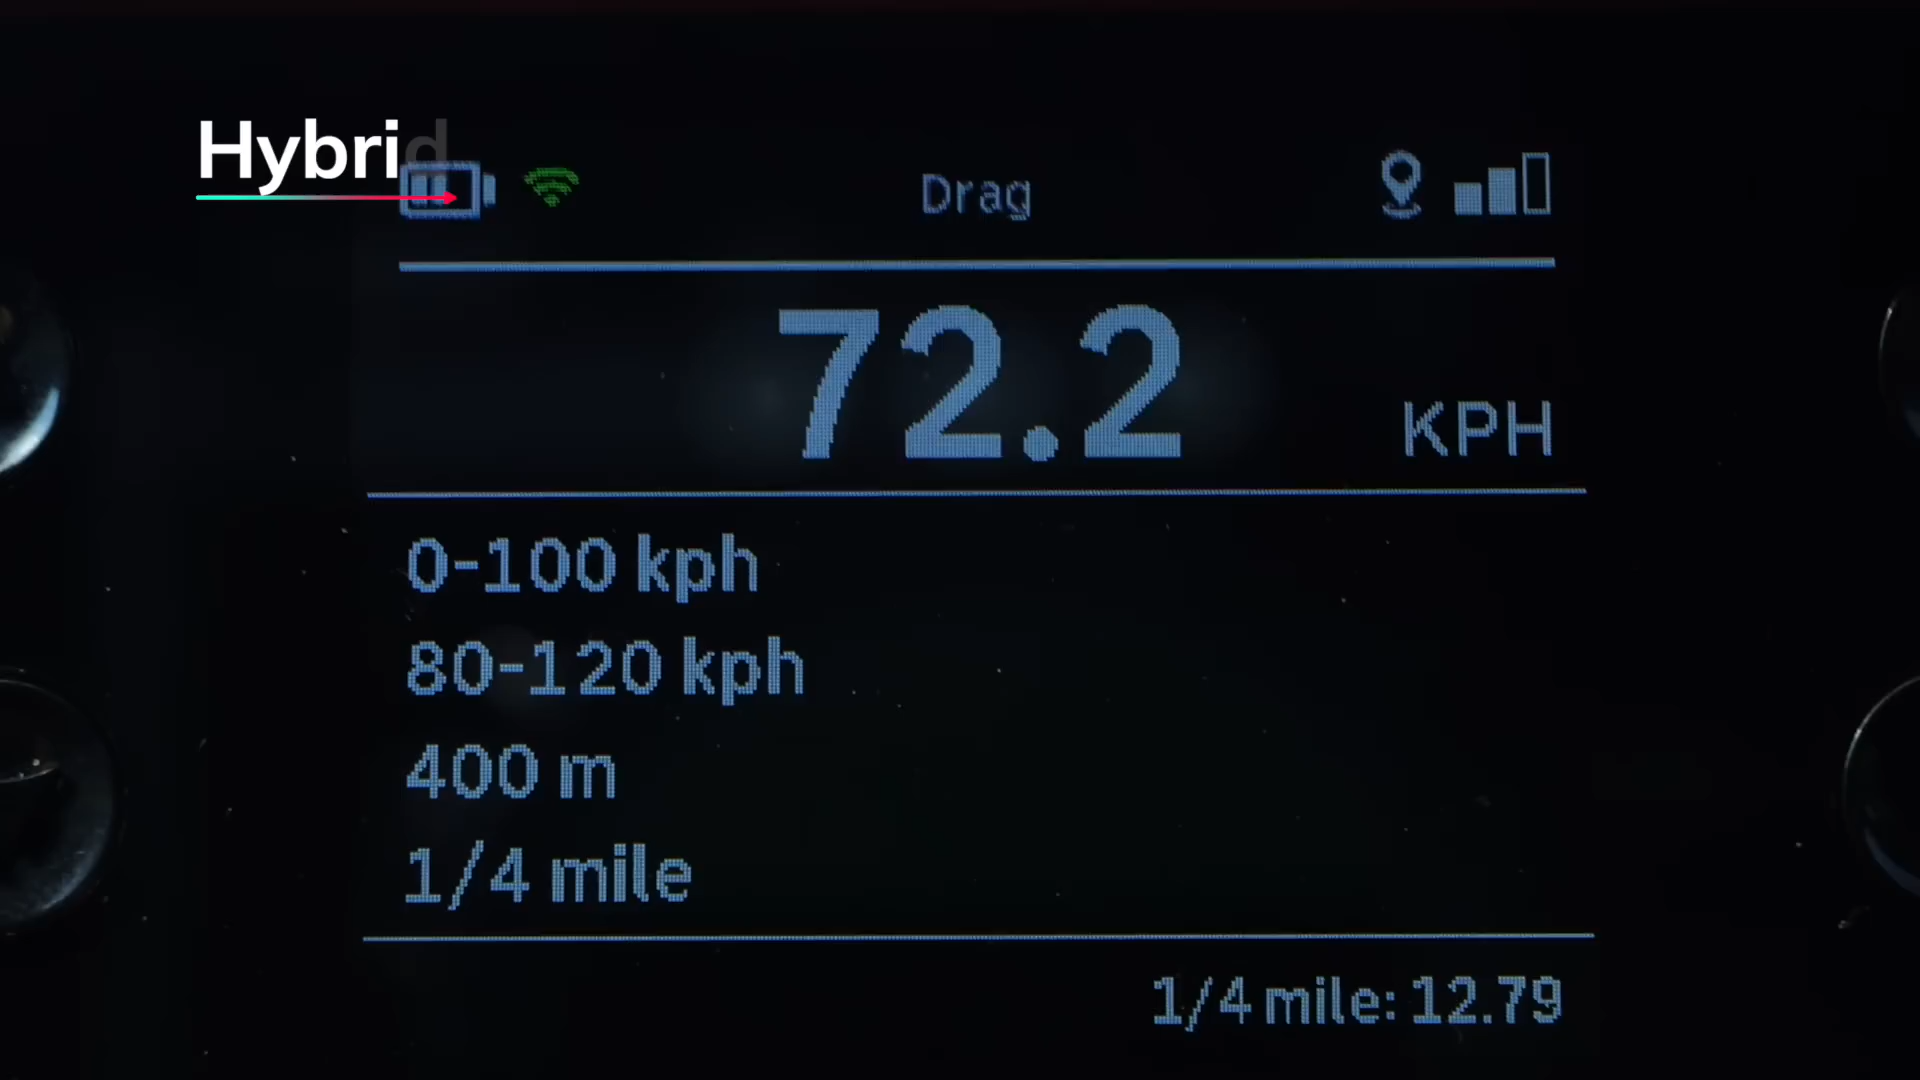 Hybrid
Drag
72.2
KPH
0-100 kph
80-120 kph
400 m
1/4 mile
1/4 mile: 12.79